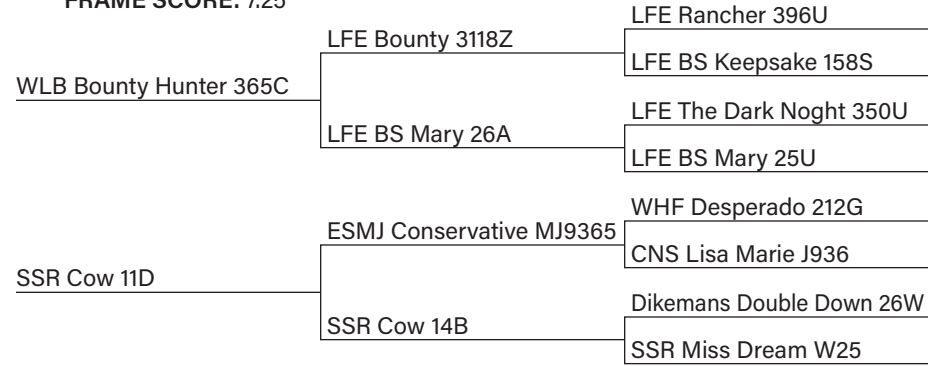 FRAME SCORE: 7.25
LFE Rancher 396U
LFE Bounty 3118Z
LFE BS Keepsake 158S
WLB Bounty Hunter 365C
LFE The Dark Noght 350U
LFE BS Mary 26A
LFE BS Mary 25U
WHF Desperado 212G
ESMJ Conservative MJ9365
CNS Lisa Marie J936
SSR Cow 11D
Dikemans Double Down 26W
SSR Cow 14B
SSR Miss Dream W25